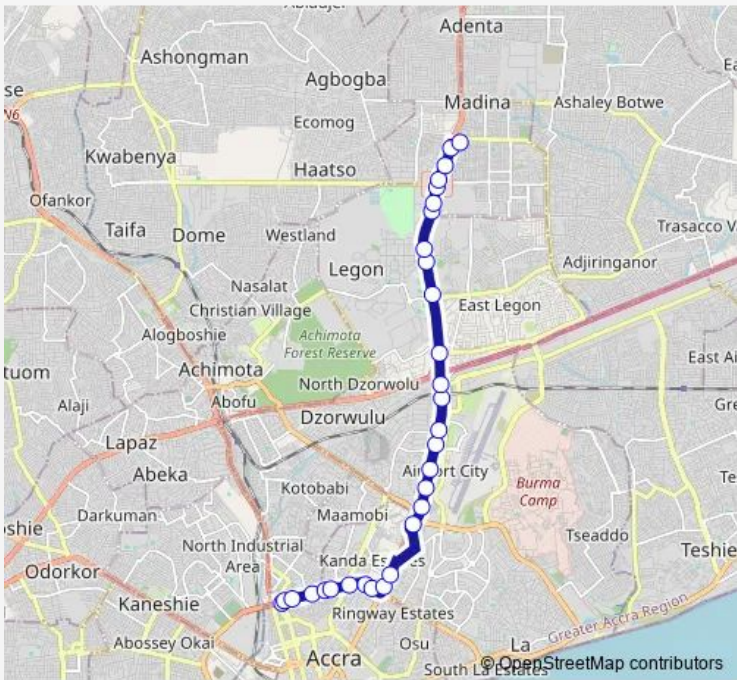 Adenta
Ashongman
Agbogba
Madina
Ashaley Botwe
Ecomog
N6
Kwabenya
Haatso
Ofankor
Taifa
Dome
Westland
Trasacco
Legon
Adjiringanor
Nasalat
Christian Village
East Legon
Alogboshie
Achimota
Forest Reserve
Achimota
North Dzorwolu
East
Alaji
Abofu
Dzorwulu
Lapaz
Abeka
Airport City
Burma
Camp
Kotobabi
Darkuman
Maamobi
Tseaddo
North Industrial
Area
Kanda Es es
Teshie
Odorkor
Kaneshie
Ringway Estates
Abossey Okai
Osu
La
Greater Accra Region
Accra
South La Estates
© OpenStreetMap contributors